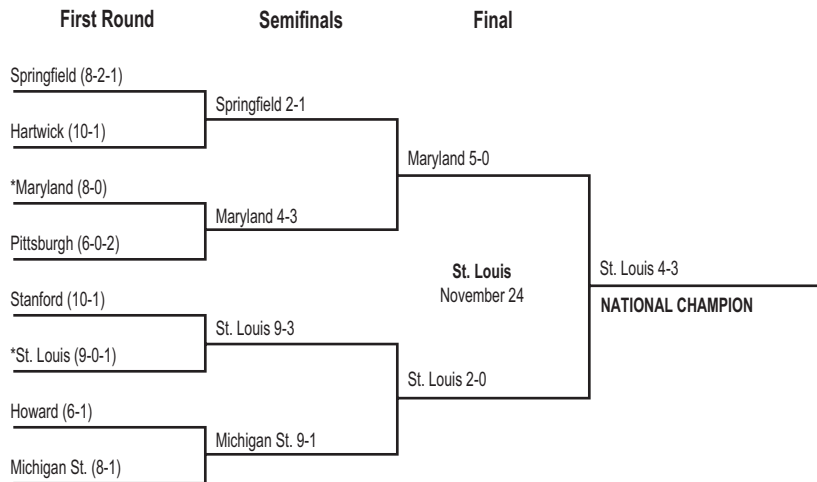 First Round Semifinals Final
Springfield (8-2-1)
Springfield 2-1
Hartwick (10-1)
Maryland 5-0
*Maryland (8-0)
Maryland 4-3
Pittsburgh (6-0-2)
St. Louis
St. Louis 4-3
November 24
Stanford (10-1)
NATIONAL CHAMPION
St. Louis 9-3
*St. Louis (9-0-1)
St. Louis 2-0
Howard (6-1)
Michigan St. 9-1
Michigan St. (8-1)